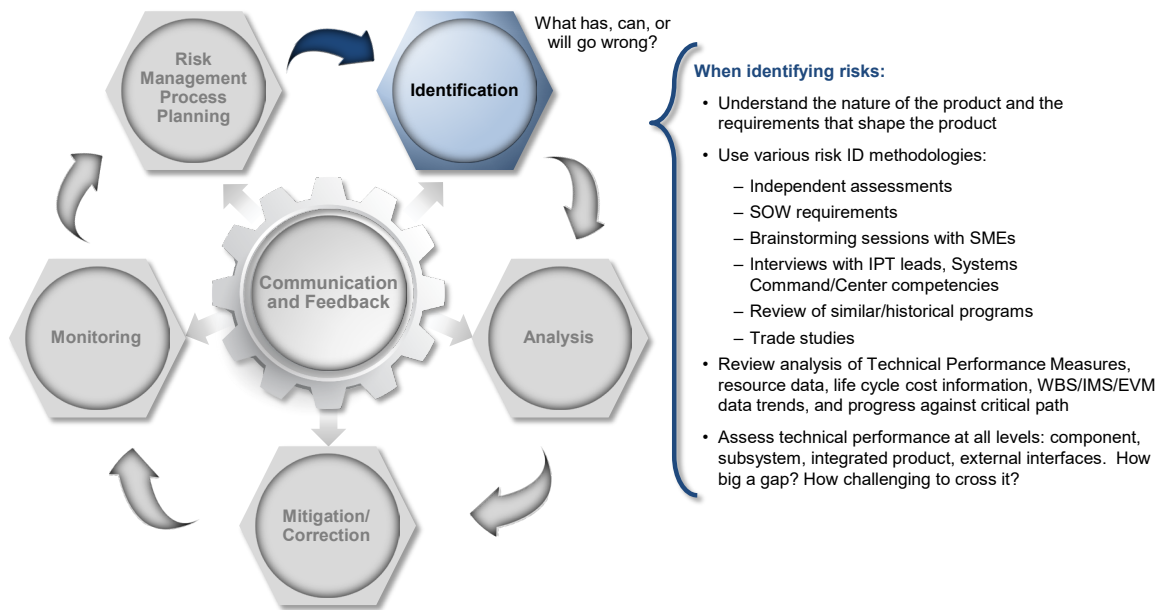 What has, can, or
will go wrong?
Risk
Management
Process
Planning
Identification
Communication
and Feedback
Monitoring
Analysis
Mitigation/
Correction
When identifying risks:
• Understand the nature of the product and the
requirements that shape the product
• Use various risk ID methodologies:
– Independent assessments
– SOW requirements
– Brainstorming sessions with SMEs
– Interviews with IPT leads, Systems
Command/Center competencies
– Review of similar/historical programs
– Trade studies
• Review analysis of Technical Performance Measures,
resource data, life cycle cost information, WBS/IMS/EVM
data trends, and progress against critical path
• Assess technical performance at all levels: component,
subsystem, integrated product, external interfaces.  How
big a gap? How challenging to cross it?